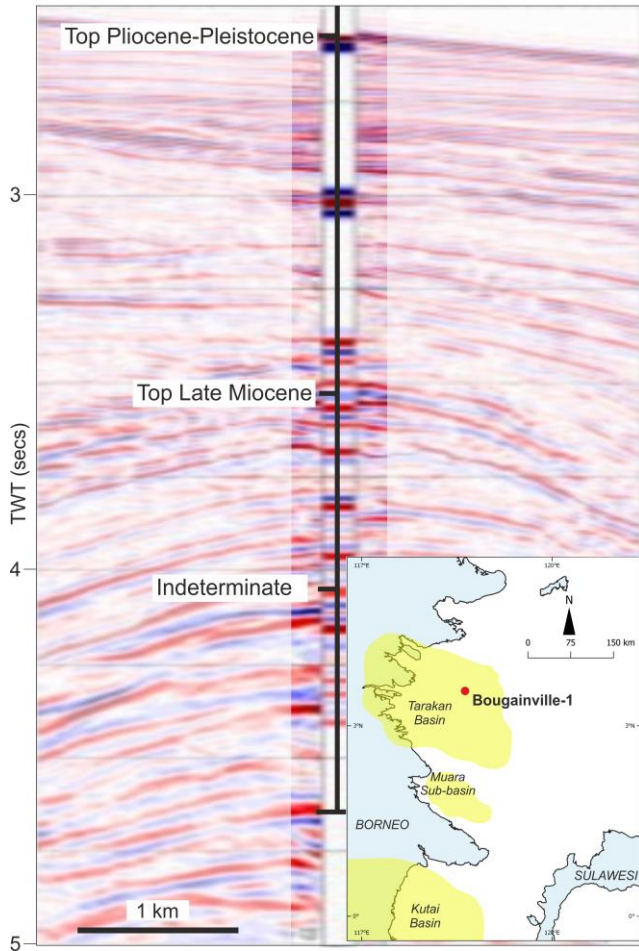 Top Pliocene-Pleistocene
3
Top Late Miocene
TWT (secs)
4
Indeterminate
1 km
5
117°E
120°E
N
0 75 150 km
Bougainville-1
Tarakan
Basin
3°N
3°N
Muara
Sub-basin
BORNEO
SULAWESI
Kutai
Basin
0°
0°
117°E
120°E